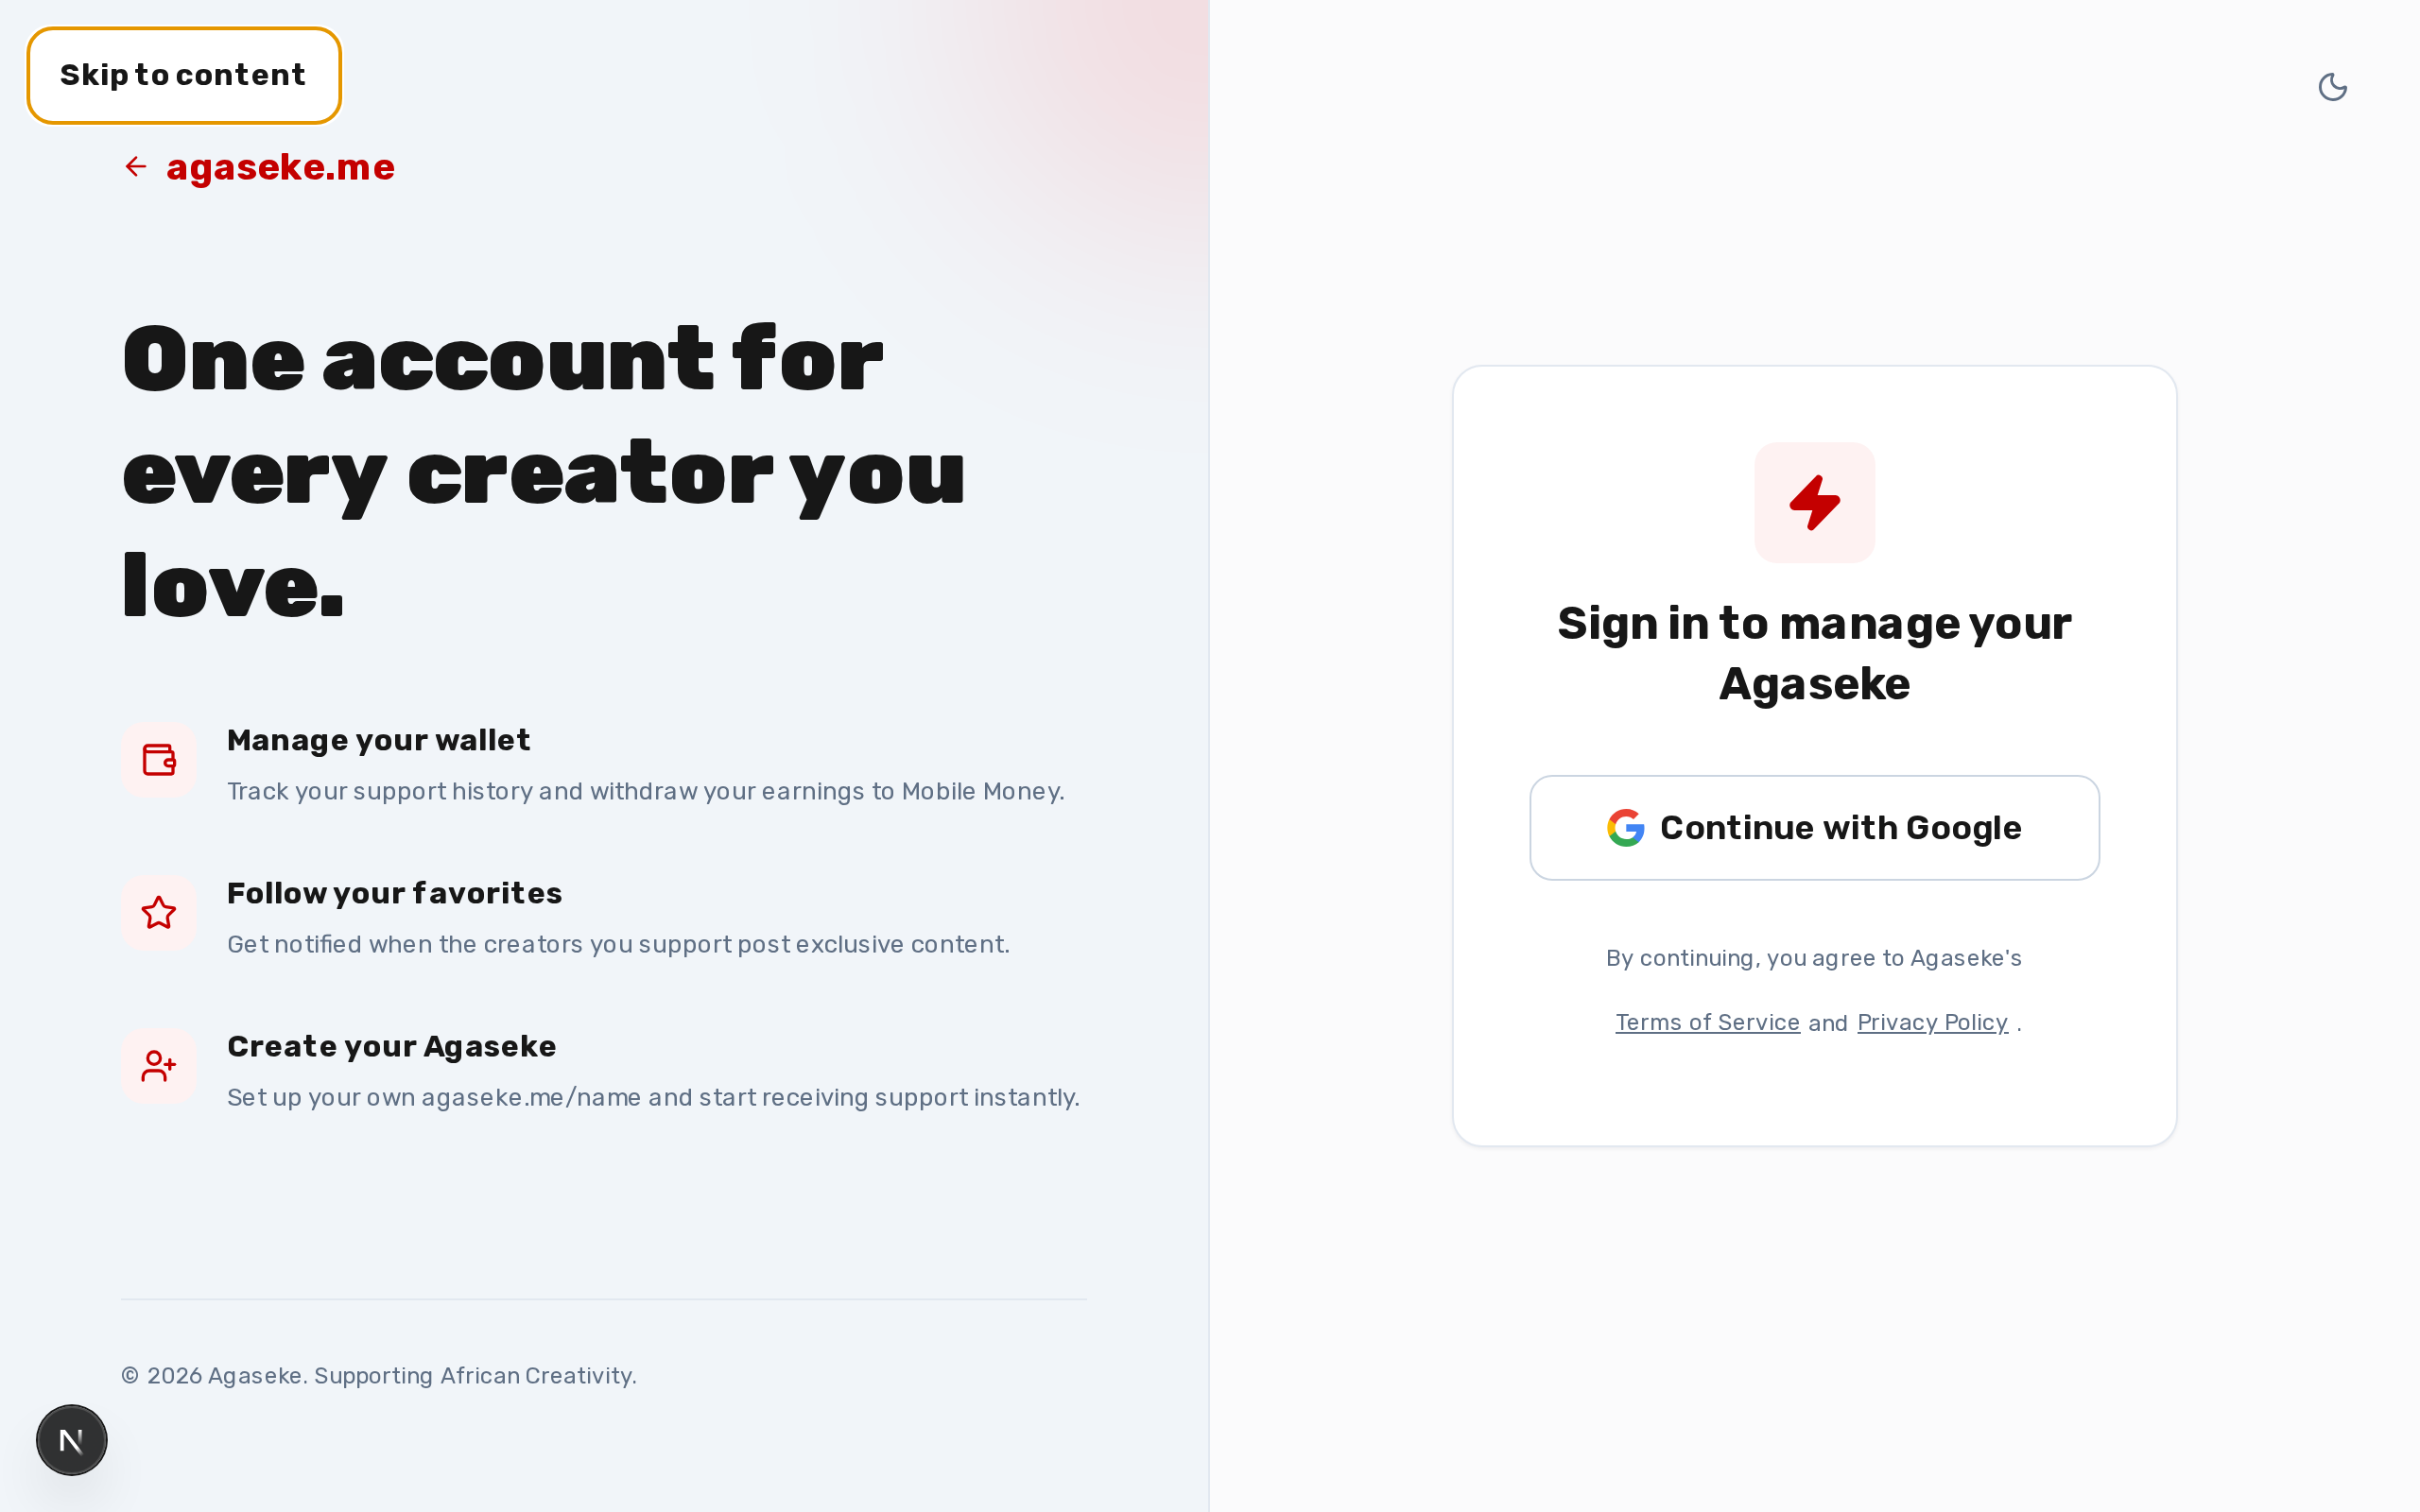 Skip to content
agaseke.me
One account for
every creator you
love.
Manage your wallet
Track your support history and withdraw your earnings to Mobile Money.
Follow your favorites
Get notified when the creators you support post exclusive content.
Create your Agaseke
Set up your own agaseke.me/name and start receiving support instantly.
© 2026 Agaseke. Supporting African Creativity.
N
Sign in to manage your
Agaseke
Continue with Google
By continuing, you agree to Agaseke's
Terms of Service and Privacy Policy .